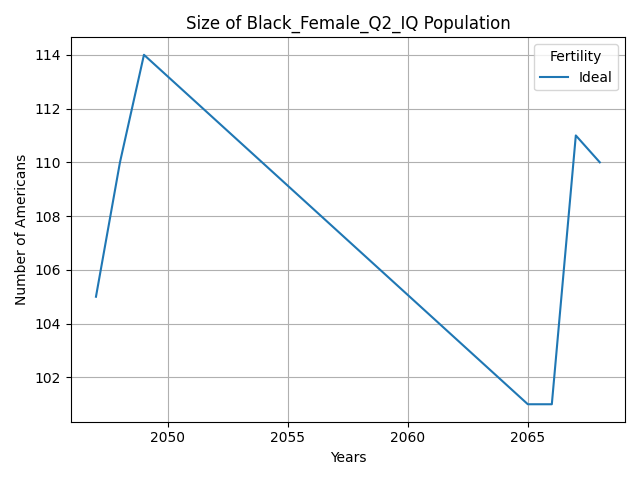 Size of Black_Female_Q2_IQ Population
Fertility
Ideal
Number of Americans
114
112
110
108
106
104
102
2050
2055
2060
2065
Years